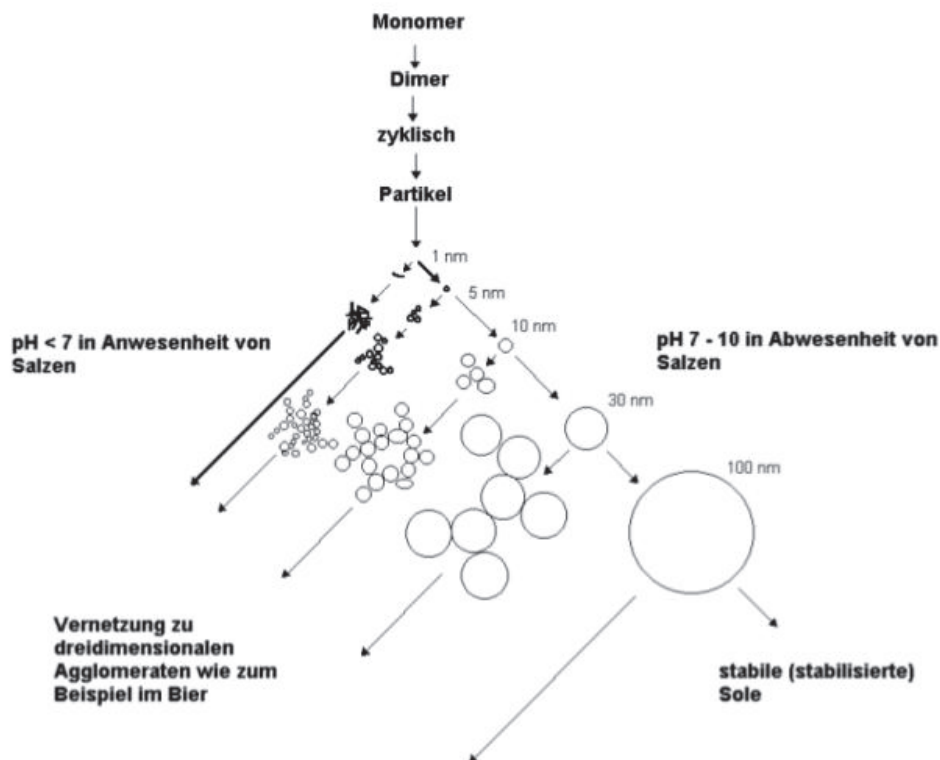 Monomer
Dimer
zyklisch
Partikel
1 nm
5 nm
10 nm
pH < 7 in Anwesenheit von
Salzen
pH 7 - 10 in Abwesenheit von
Salzen
30 nm
100 nm
Vernetzung zu
dreidimensionalen
Agglomeraten wie zum
Beispiel im Bier
stabile (stabilisierte)
Sole